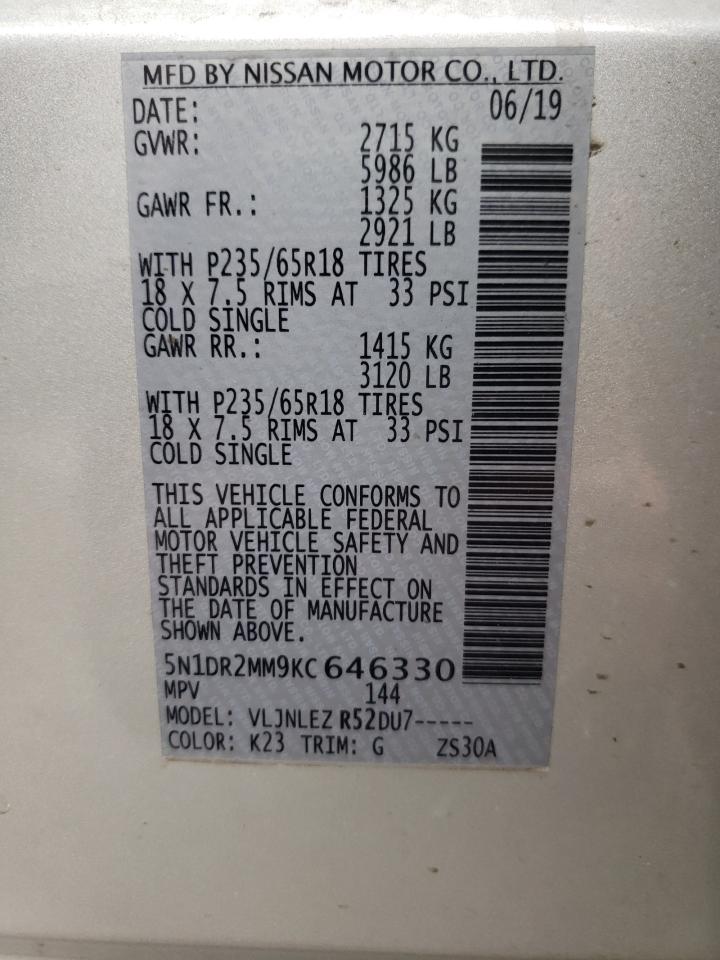 MFD BY NISSAN MOTOR CO., LTD.
DATE: 06/19
GVWR: 2715 KG
5986 LB
GAWR FR.: 1325 KG
2921 LB
WITH P235/65R18 TIRES
18 X 7.5 RIMS AT 33 PSI
COLD SINGLE
GAWR RR.: 1415 KG
3120 LB
WITH P235/65R18 TIRES
18 X 7.5 RIMS AT 33 PSI
COLD SINGLE
THIS VEHICLE CONFORMS TO
ALL APPLICABLE FEDERAL
MOTOR VEHICLE SAFETY AND
THEFT PREVENTION
STANDARDS IN EFFECT ON
THE DATE OF MANUFACTURE
SHOWN ABOVE.
5N1DR2MM9KC646330
MPV 144
MODEL: VLJNLEZ R52DU7-----
COLOR: K23 TRIM: G ZS30A